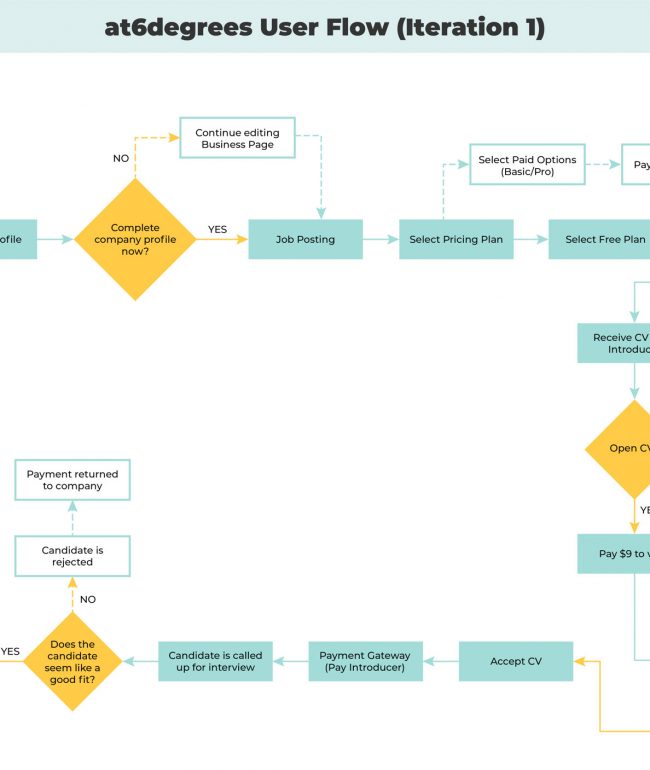 at6degrees User Flow (Iteration 1)
Continue editing
Business Page
NO
Select Paid Options
(Basic/Pro)
Pay
ofile
Complete
company profile
now?
YES
Job Posting
Select Pricing Plan
Select Free Plan
Receive CV
Introduc
Open CV
YE
Pay $9 to v
Payment returned
to company
Candidate is
rejected
NO
YES
Does the
candidate
seem like a
good fit?
Candidate is called
up for interview
Payment Gateway
(Pay Introducer)
Accept CV